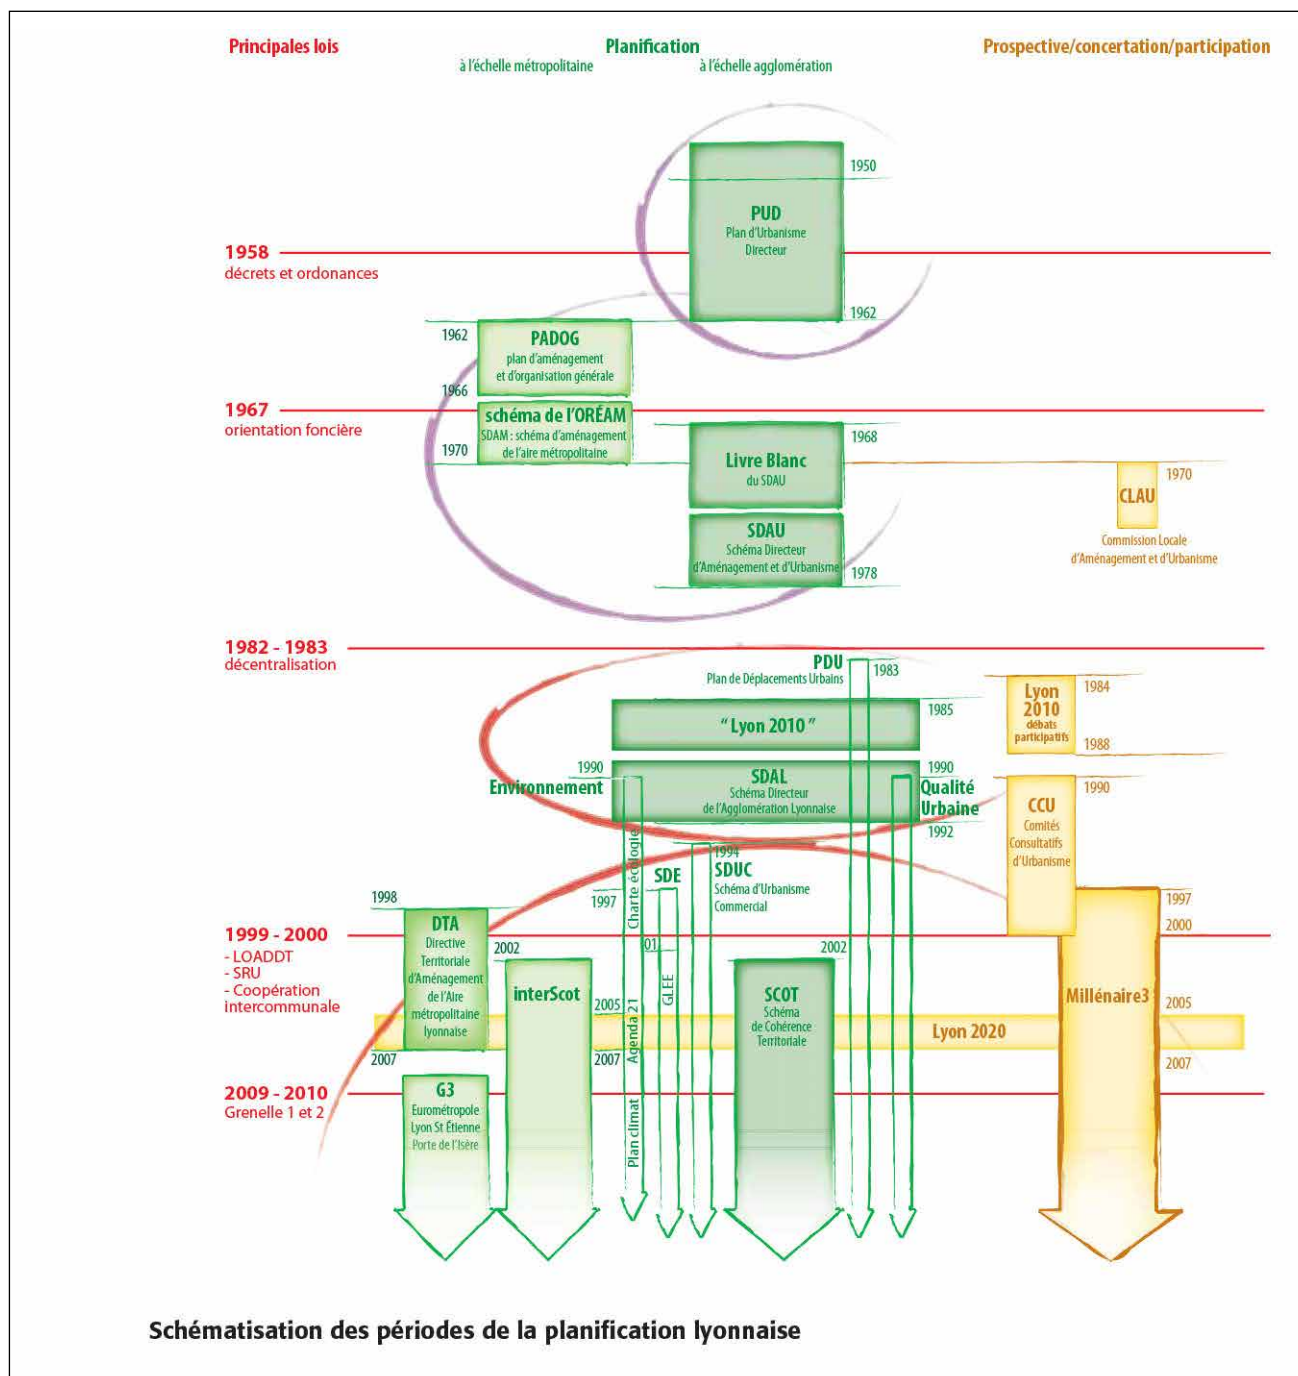 Principales lois
Planification
Prospective/concertation/participation
à l'échelle métropolitaine
à l'échelle agglomération
1950
PUD
Plan d'Urbanisme
Directeur
1958
décrets et ordonances
1962
1962
PADOG
plan d'aménagement
et d'organisation générale
1966
1967
orientation foncière
schéma de l'ORÉAM
SDAM : schéma d'aménagement
de l'aire métropolitaine
1970
1968
Livre Blanc
du SDAU
1970
CLAU
Commission Locale
d'Aménagement et d'Urbanisme
SDAU
Schéma Directeur
d'Aménagement et d'Urbanisme
1978
1982 - 1983
décentralisation
PDU
Plan de Déplacements Urbains
1983
1984
Lyon
2010
débats
participatifs
1988
1985
"Lyon 2010"
1990
Environnement
SDAL
Schéma Directeur
de l'Agglomération Lyonnaise
1990
Qualité
Urbaine
1992
1990
CCU
Comités
Consultatifs
d'Urbanisme
Charte écologie
1994
SDUC
Schéma d'Urbanisme
Commercial
SDE
1997
1998
DTA
Directive
Territoriale
d'Aménagement
de l'Aire
métropolitaine
lyonnaise
2007
1997
2000
1999 - 2000
- LOADDT
- SRU
- Coopération
intercommunale
2002
interScot
01
GLEE
2002
SCOT
Schéma
de Cohérence
Territoriale
Millénaire3
2005
Agenda 21
2005
Lyon 2020
2007
2007
2009 - 2010
Grenelle 1 et 2
G3
Eurométropole
Lyon St Étienne
Porte de l'Isère
Plan climat
Schématisation des périodes de la planification lyonnaise